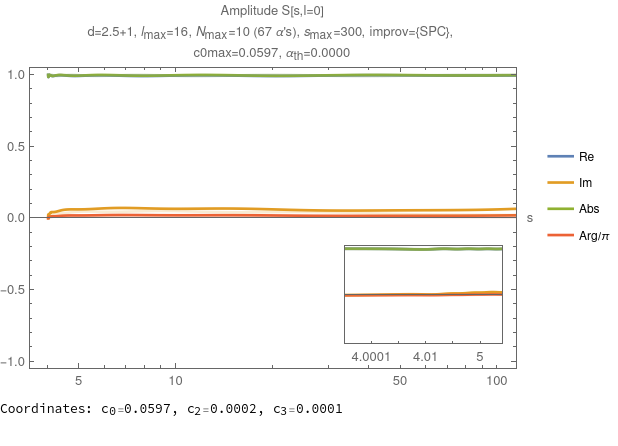 Amplitude S[s,l=0]
d=2.5+1, lmax=16, Nmax=10 (67 α's), smax=300, improv={SPC},
c0max=0.0597, αth=0.0000
1.0
0.5
0.0
−0.5
−1.0
s
5
10
50
100
4.0001
4.01
5
Re
Im
Abs
Arg/π
Coordinates: c0=0.0597, c2=0.0002, c3=0.0001